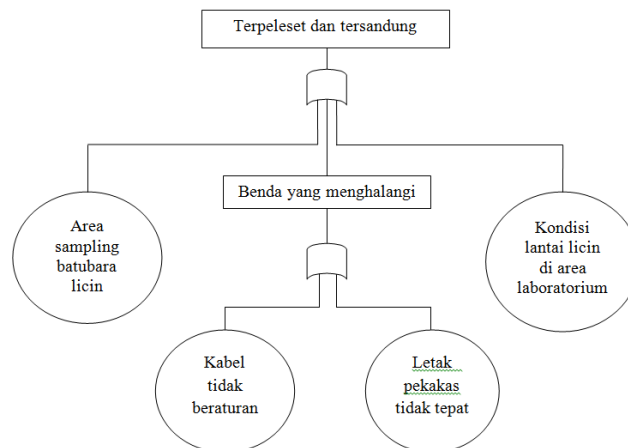 Terpeleset dan tersandung
Benda yang menghalangi
Area
sampling
batubara
licin
Kondisi
lantai licin
di area
laboratorium
Kabel
tidak
beraturan
Letak
pekakas
tidak tepat